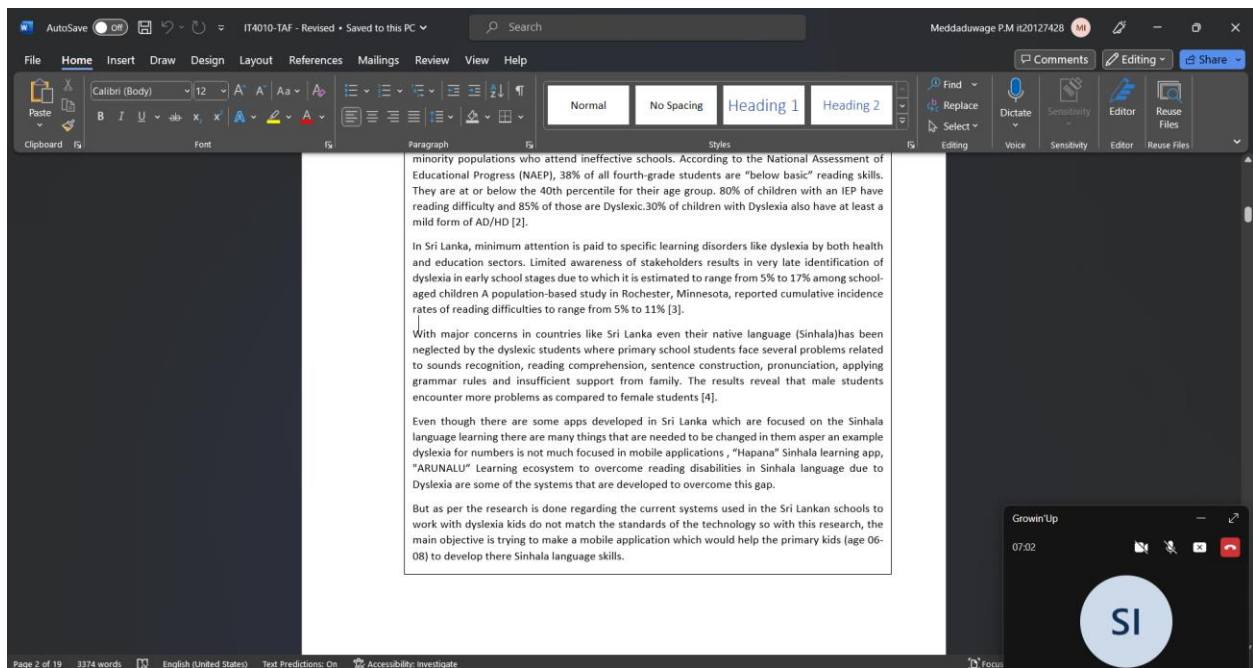 AutoSave Off IT4010-TAF - Revised • Saved to this PC Search Meddaduwage P.M it20127428 MI
File Home Insert Draw Design Layout References Mailings Review View Help Comments Editing Share
Paste Calibri (Body) 12 Normal No Spacing Heading 1 Heading 2 Find Replace Select Dictate Sensitivity Editor Reuse Files
Clipboard Font Paragraph Styles Editing Voice Sensitivity Editor Reuse Files
minority populations who attend ineffective schools. According to the National Assessment of
Educational Progress (NAEP), 38% of all fourth-grade students are “below basic” reading skills.
They are at or below the 40th percentile for their age group. 80% of children with an IEP have
reading difficulty and 85% of those are Dyslexic.30% of children with Dyslexia also have at least a
mild form of AD/HD [2].
In Sri Lanka, minimum attention is paid to specific learning disorders like dyslexia by both health
and education sectors. Limited awareness of stakeholders results in very late identification of
dyslexia in early school stages due to which it is estimated to range from 5% to 17% among school-
aged children A population-based study in Rochester, Minnesota, reported cumulative incidence
rates of reading difficulties to range from 5% to 11% [3].
With major concerns in countries like Sri Lanka even their native language (Sinhala)has been
neglected by the dyslexic students where primary school students face several problems related
to sounds recognition, reading comprehension, sentence construction, pronunciation, applying
grammar rules and insufficient support from family. The results reveal that male students
encounter more problems as compared to female students [4].
Even though there are some apps developed in Sri Lanka which are focused on the Sinhala
language learning there are many things that are needed to be changed in them asper an example
dyslexia for numbers is not much focused in mobile applications , “Hapana” Sinhala learning app,
"ARUNALU” Learning ecosystem to overcome reading disabilities in Sinhala language due to
Dyslexia are some of the systems that are developed to overcome this gap.
But as per the research is done regarding the current systems used in the Sri Lankan schools to
work with dyslexia kids do not match the standards of the technology so with this research, the
main objective is trying to make a mobile application which would help the primary kids (age 06-
08) to develop there Sinhala language skills.
Growin'Up
07:02
SI
Page 2 of 19 3374 words English (United States) Text Predictions: On Accessibility: Investigate Focus